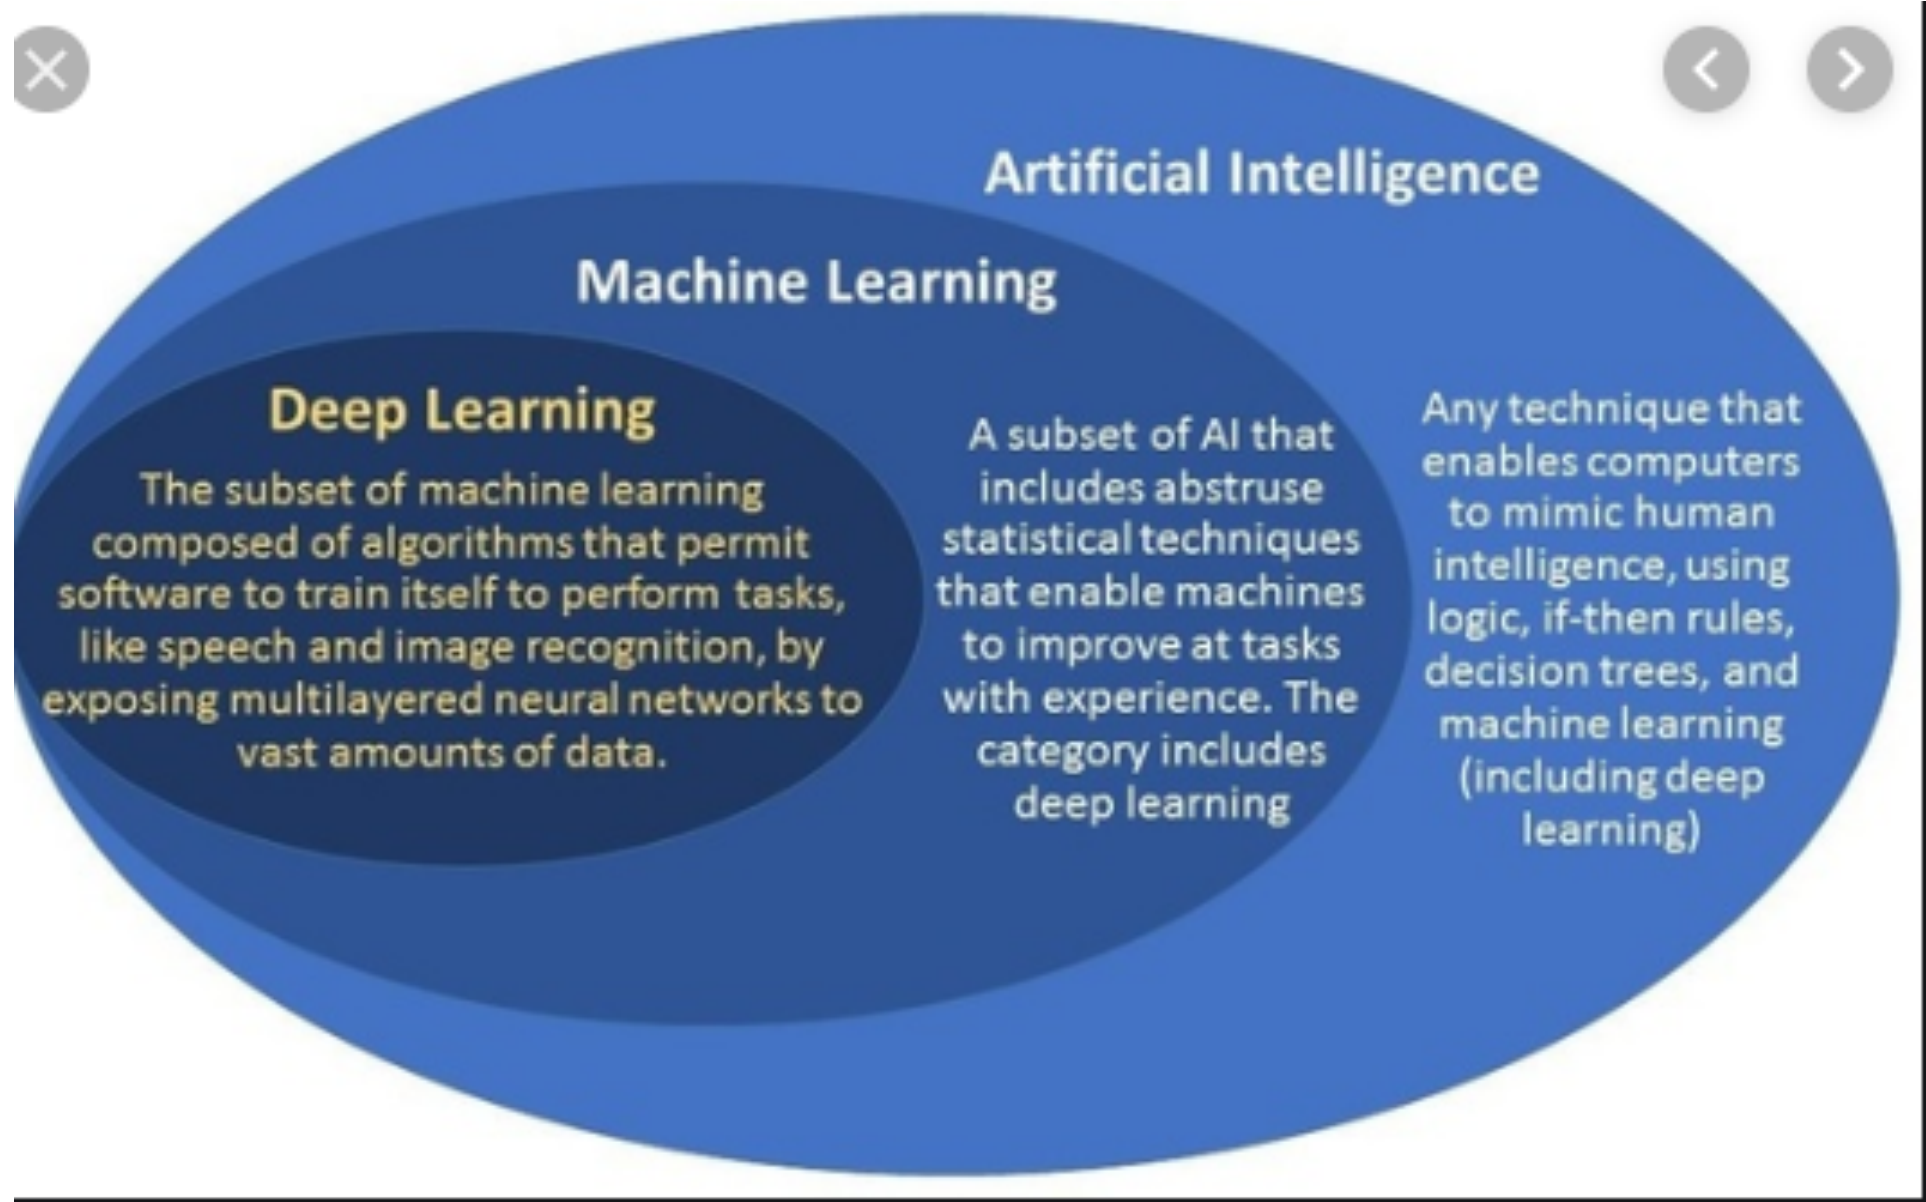 Artificial Intelligence
Machine Learning
Deep Learning
The subset of machine learning
composed of algorithms that permit
software to train itself to perform tasks,
like speech and image recognition, by
exposing multilayered neural networks to
vast amounts of data.
A subset of AI that
includes abstruse
statistical techniques
that enable machines
to improve at tasks
with experience. The
category includes
deep learning
Any technique that
enables computers
to mimic human
intelligence, using
logic, if-then rules,
decision trees, and
machine learning
(including deep
learning)